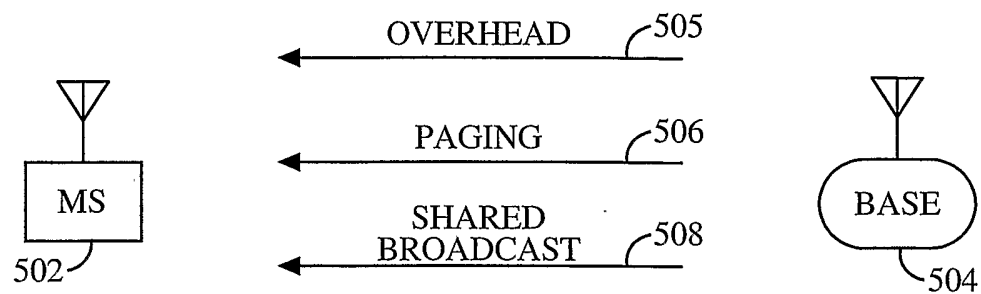 OVERHEAD
505
PAGING
506
MS
BASE
SHARED
BROADCAST
508
502
504